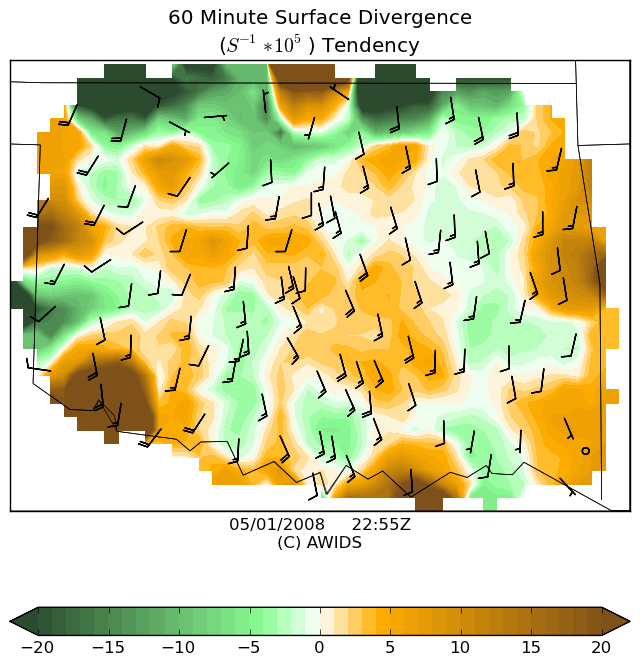 60 Minute Surface Divergence
(S⁻¹ * 10⁵ ) Tendency
05/01/2008 22:55Z
(C) AWIDS
−20 −15 −10 −5 0 5 10 15 20